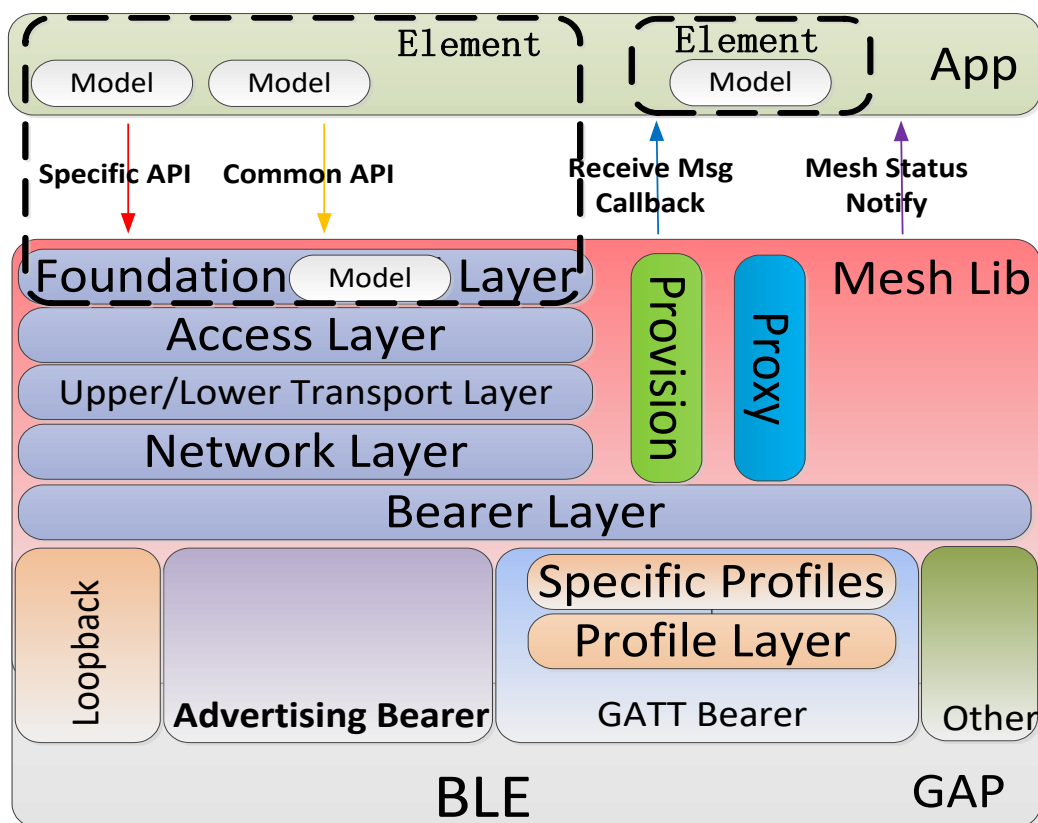 Element
Element
App
Model
Model
Model
Specific API
Common API
Receive Msg
Callback
Mesh Status
Notify
Foundation
Model
Layer
Mesh Lib
Access Layer
Upper/Lower Transport Layer
Network Layer
Provision
Proxy
Bearer Layer
Loopback
Advertising Bearer
Specific Profiles
Profile Layer
GATT Bearer
Other
BLE
GAP